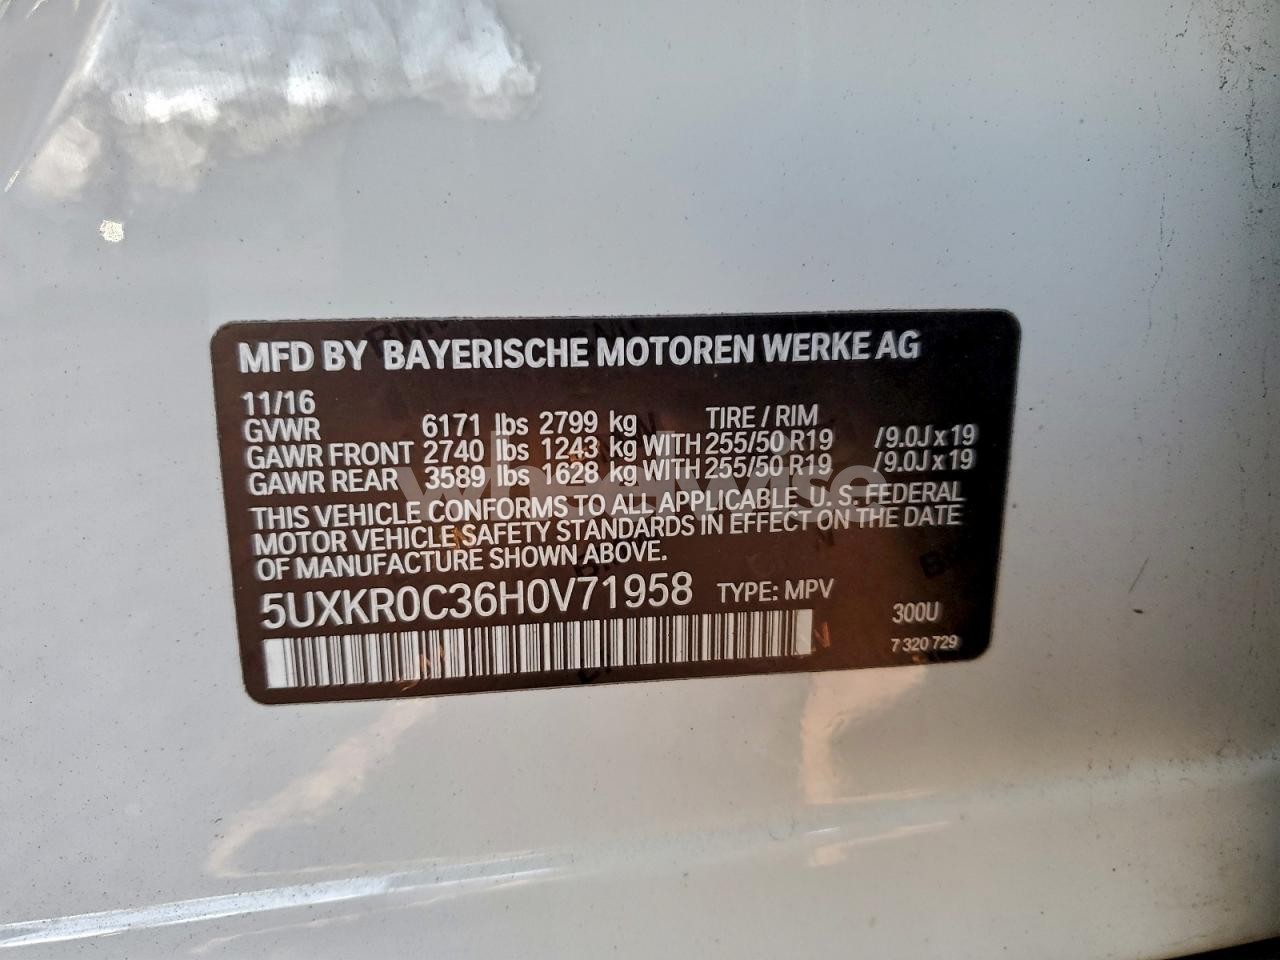 MFD BY BAYERISCHE MOTOREN WERKE AG
11/16
GVWR 6171 lbs 2799 kg TIRE / RIM
GAWR FRONT 2740 lbs 1243 kg WITH 255/50 R19 /9.0J x 19
GAWR REAR 3589 lbs 1628 kg WITH 255/50 R19 /9.0J x 19
THIS VEHICLE CONFORMS TO ALL APPLICABLE U. S. FEDERAL
MOTOR VEHICLE SAFETY STANDARDS IN EFFECT ON THE DATE
OF MANUFACTURE SHOWN ABOVE.
5UXKR0C36H0V71958 TYPE: MPV
300U
7 320 729